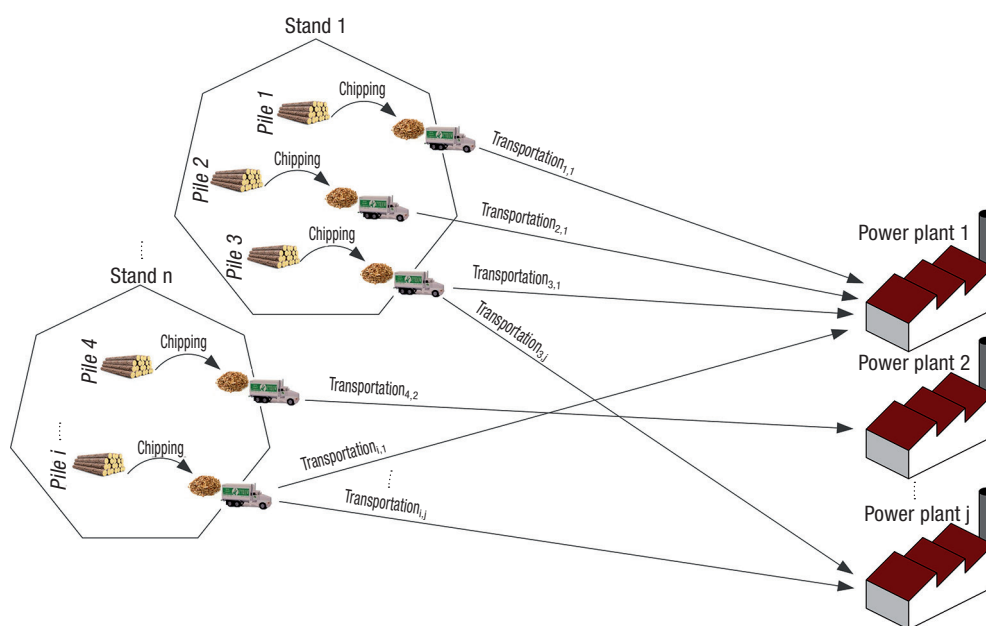 Stand 1
Pile 1
Chipping
Transportation1,1
Pile 2
Chipping
Transportation2,1
Pile 3
Chipping
Transportation3,1
Transportation3,j
Power plant 1
Stand n
Pile 4
Chipping
Transportation4,2
Power plant 2
Pile i
Chipping
Transportationi,1
Transportationi,j
Power plant j